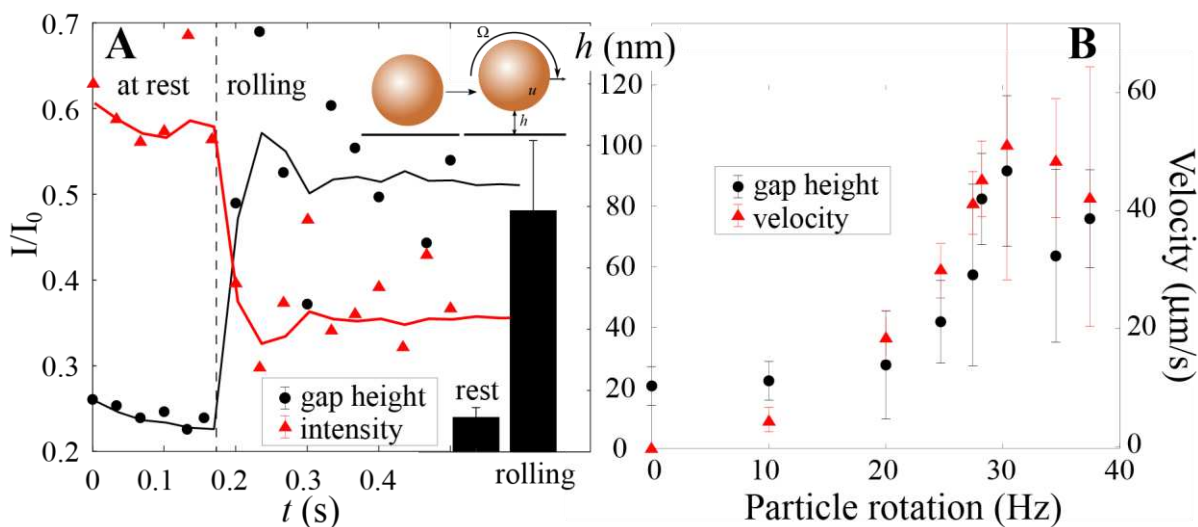 A
B
0.7
0.6
0.5
0.4
0.3
0.2
I/I0
at rest
rolling
Ω
u
h
h (nm)
gap height
intensity
rest
rolling
0
0.1
0.2
0.3
0.4
t (s)
120
100
80
60
40
20
0
gap height
velocity
60
40
20
0
Velocity (μm/s)
0
10
20
30
40
Particle rotation (Hz)